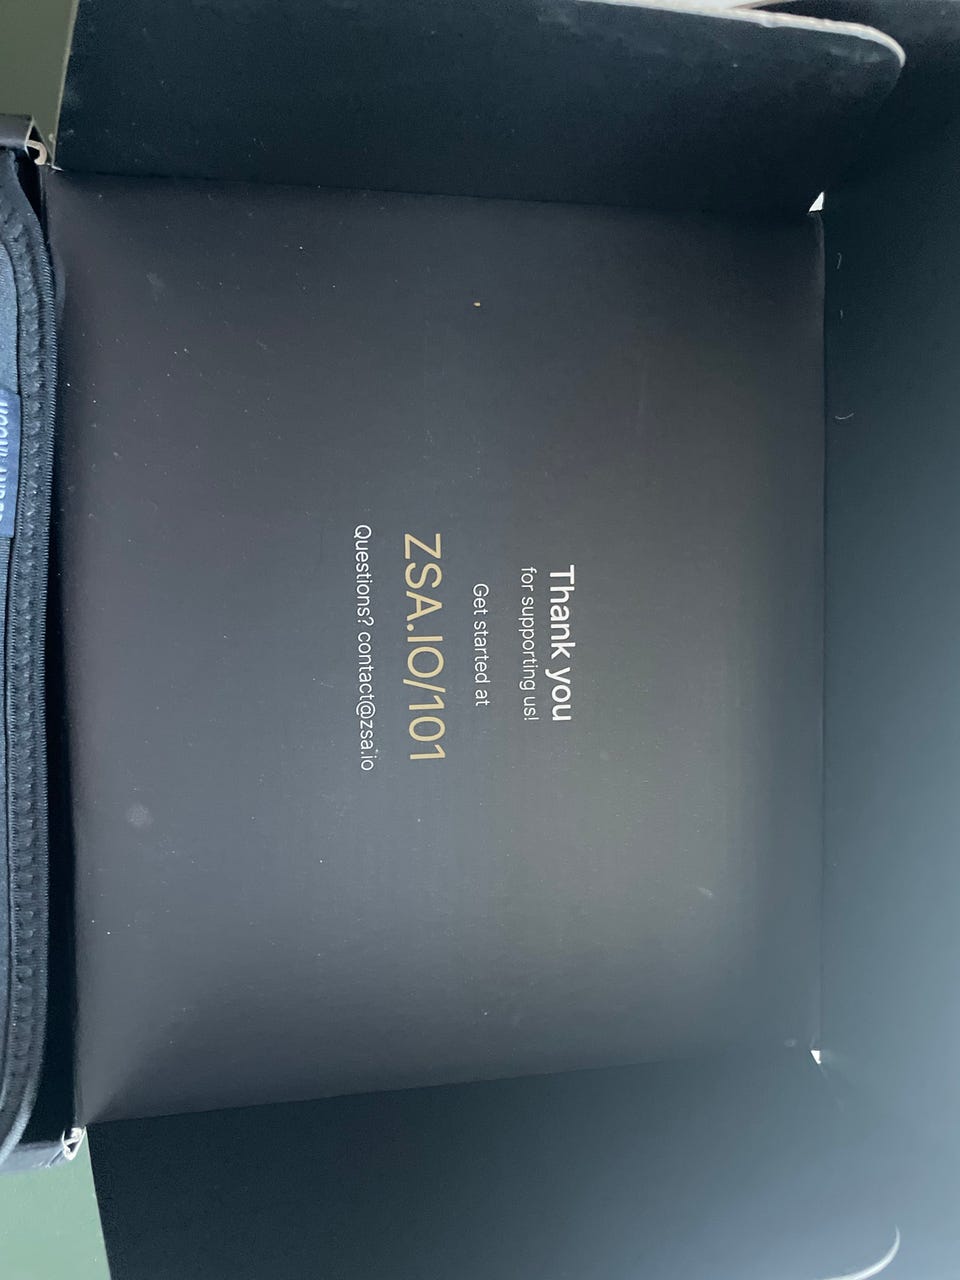 Thank you
for supporting us!
Get started at
ZSA.IO/101
Questions? contact@zsa.io